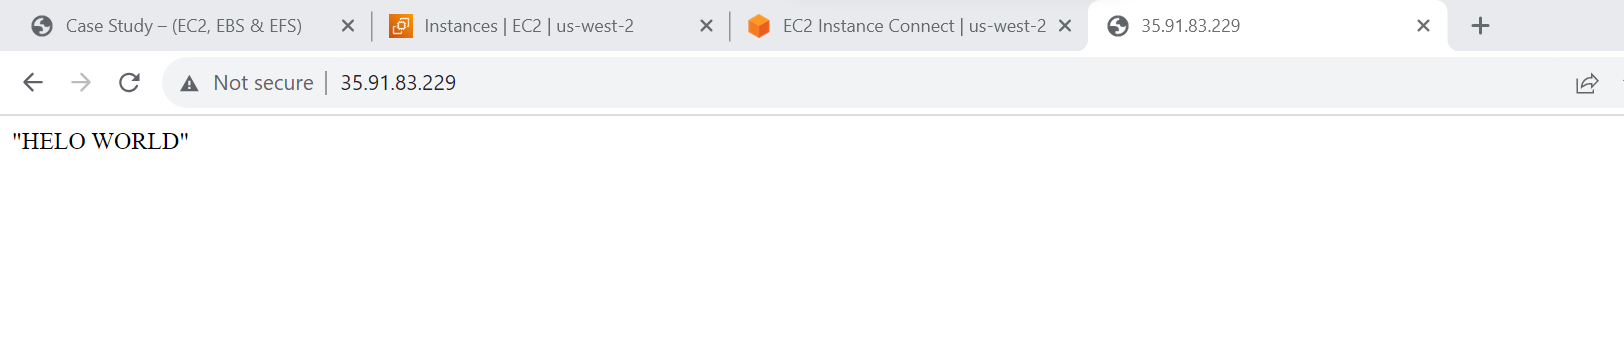 Case Study – (EC2, EBS & EFS)
Instances | EC2 | us-west-2
EC2 Instance Connect | us-west-2
35.91.83.229
Not secure
35.91.83.229
"HELO WORLD"